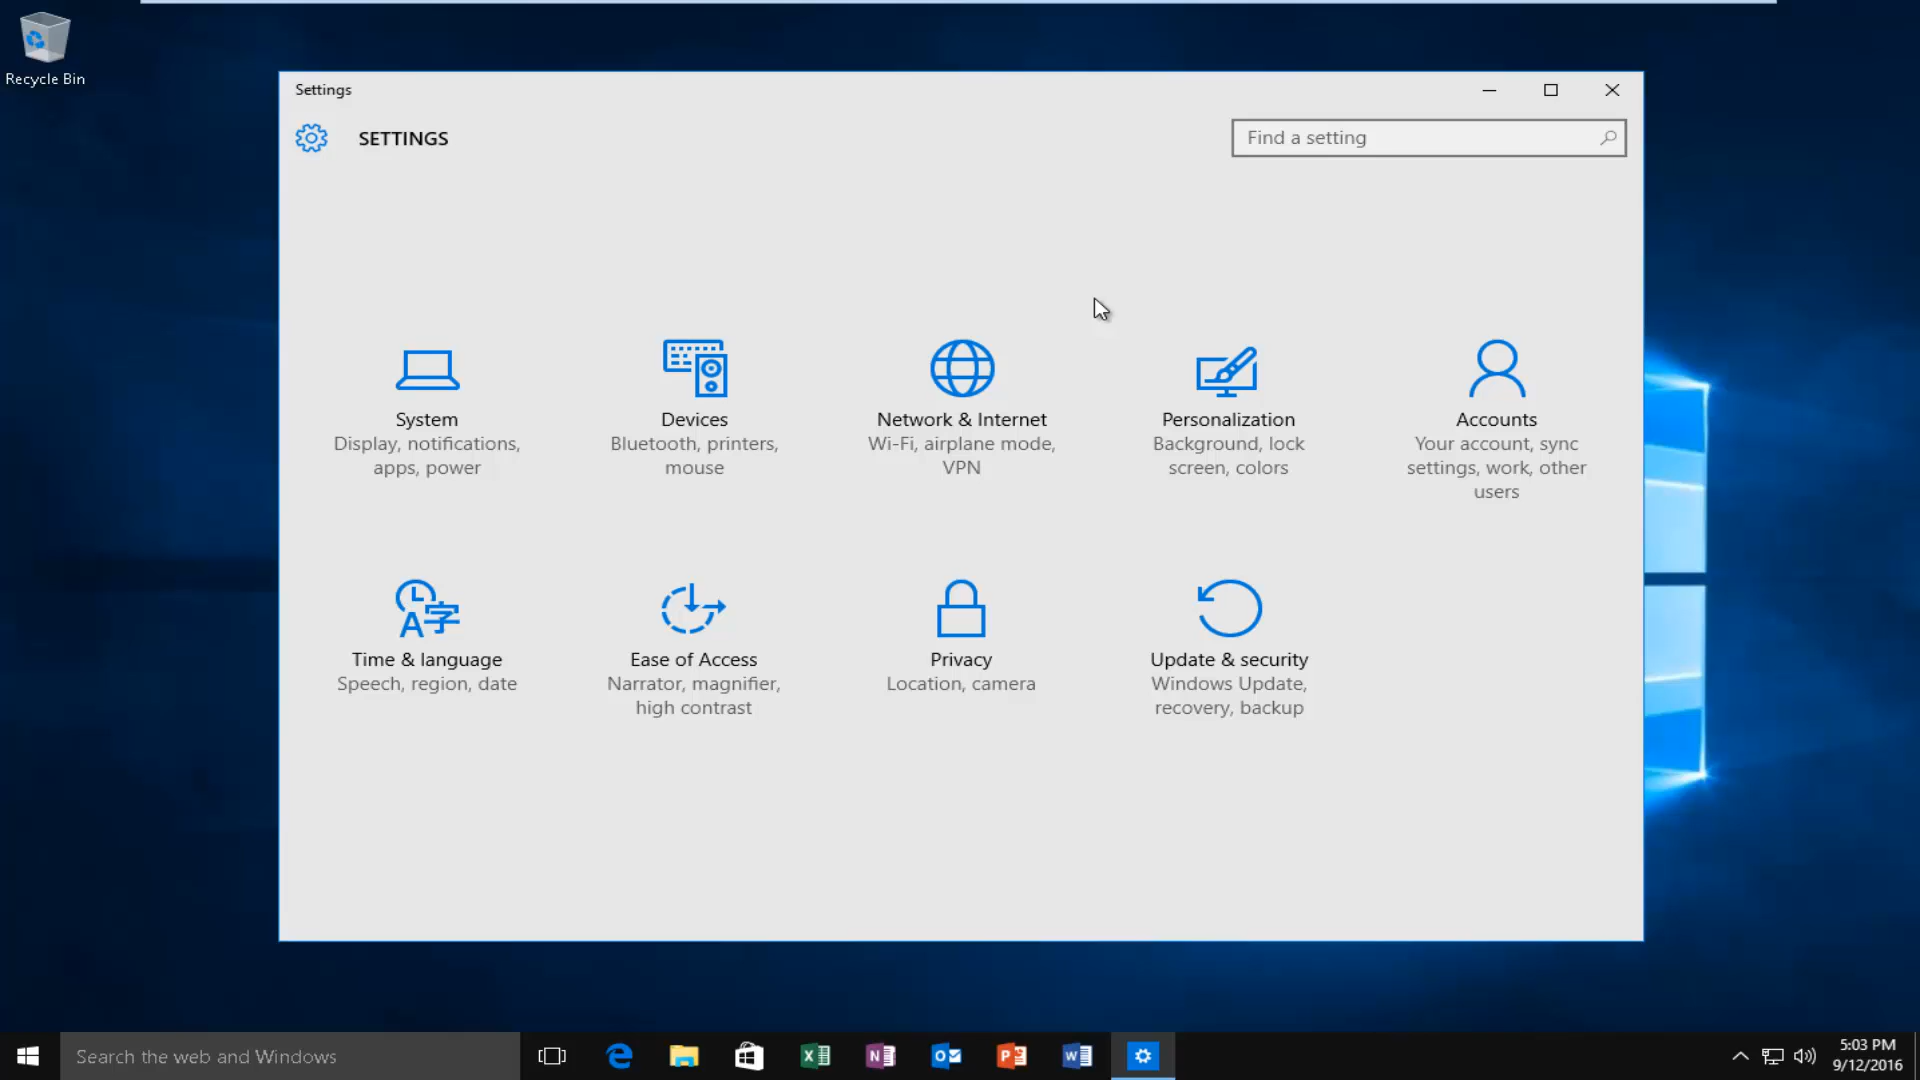 Recycle Bin
Settings
SETTINGS
Find a setting
System
Display, notifications,
apps, power
Devices
Bluetooth, printers,
mouse
Network & Internet
Wi-Fi, airplane mode,
VPN
Personalization
Background, lock
screen, colors
Accounts
Your account, sync
settings, work, other
users
A字
Time & language
Speech, region, date
Ease of Access
Narrator, magnifier,
high contrast
Privacy
Location, camera
Update & security
Windows Update,
recovery, backup
Search the web and Windows
5:03 PM
9/12/2016